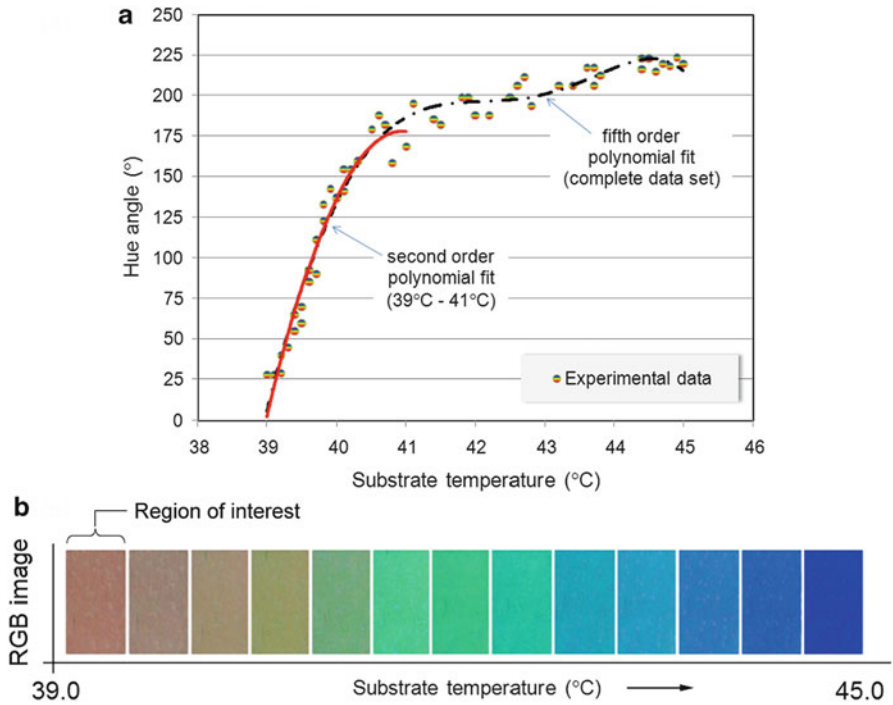 a
250
225
200
175
150
125
100
75
50
25
0
Hue angle (°)
fifth order
polynomial fit
(complete data set)
second order
polynomial fit
(39°C - 41°C)
Experimental data
38 39 40 41 42 43 44 45 46
Substrate temperature (°C)
b
Region of interest
RGB image
39.0 Substrate temperature (°C) 45.0